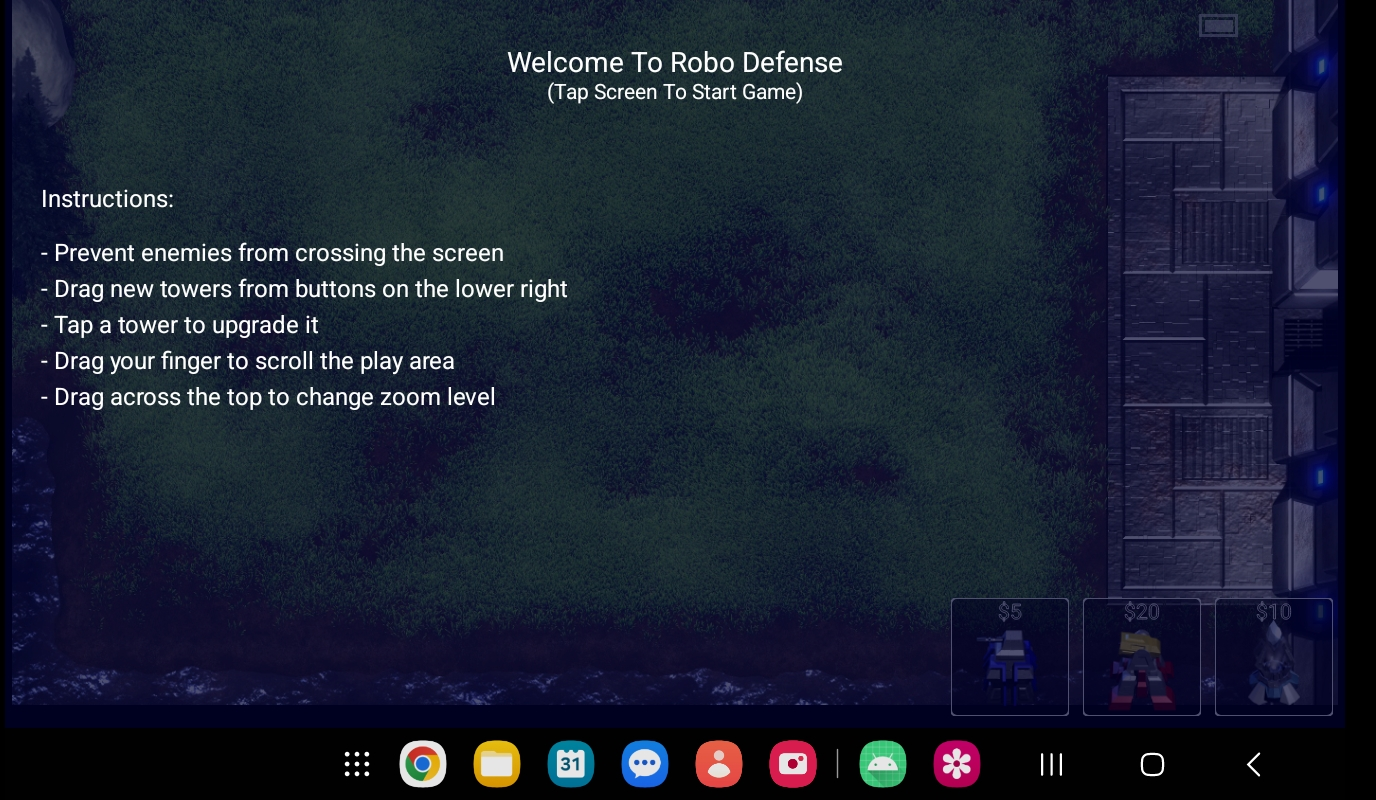 Welcome To Robo Defense
(Tap Screen To Start Game)
Instructions:
- Prevent enemies from crossing the screen
- Drag new towers from buttons on the lower right
- Tap a tower to upgrade it
- Drag your finger to scroll the play area
- Drag across the top to change zoom level
$5 $20 $10
31